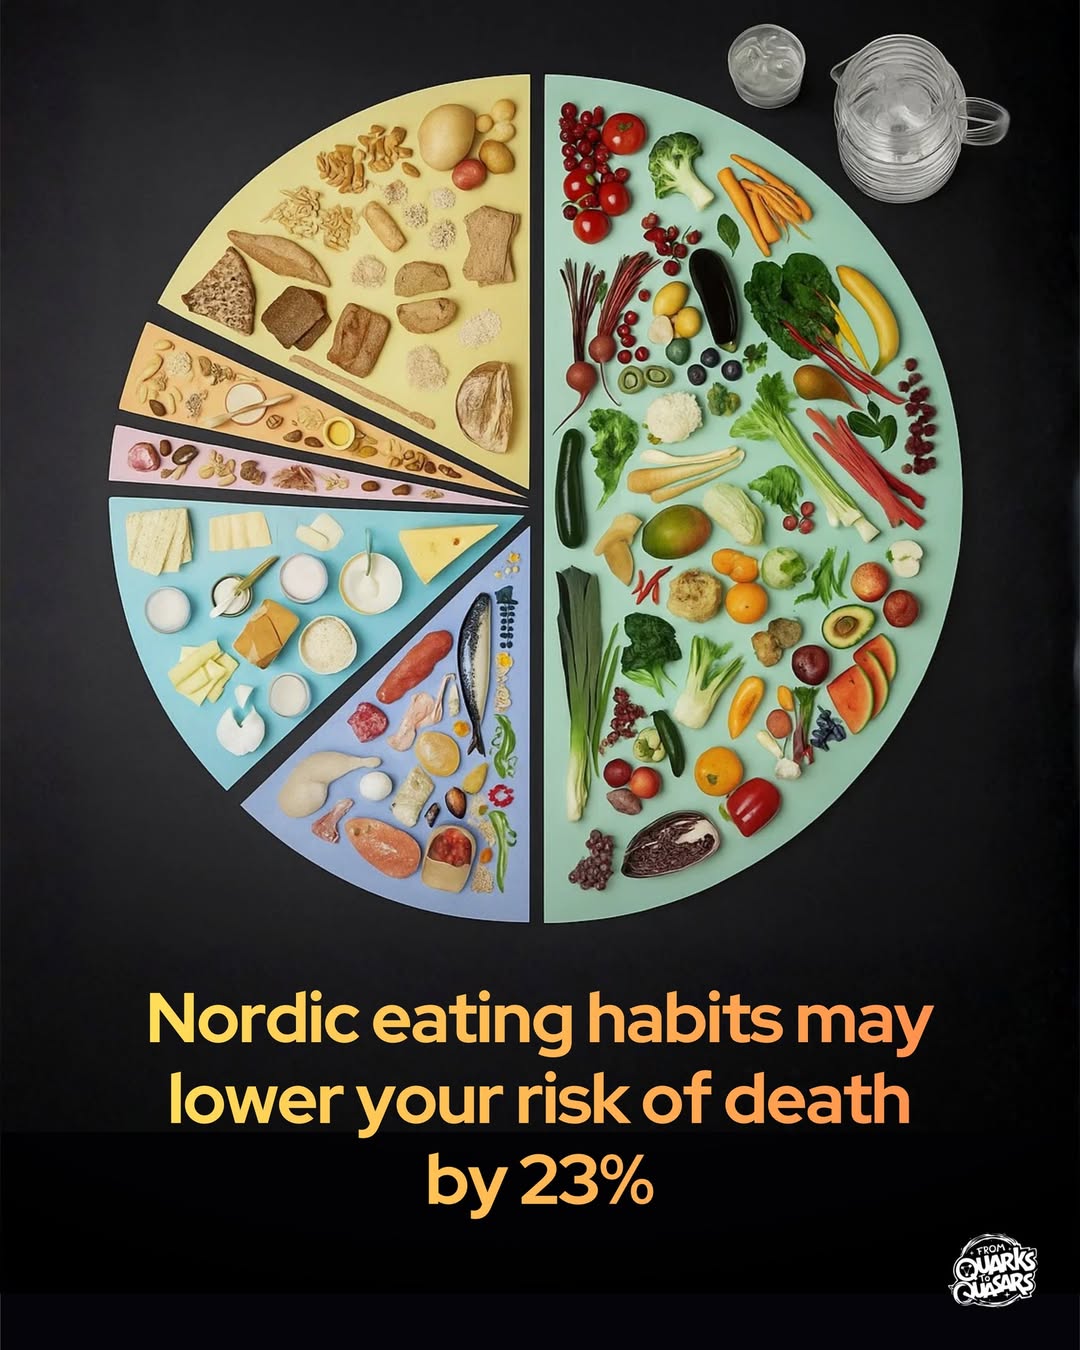 Nordic eating habits may
lower your risk of death
by 23%
FROM
QUARKS
TO
QUASARS